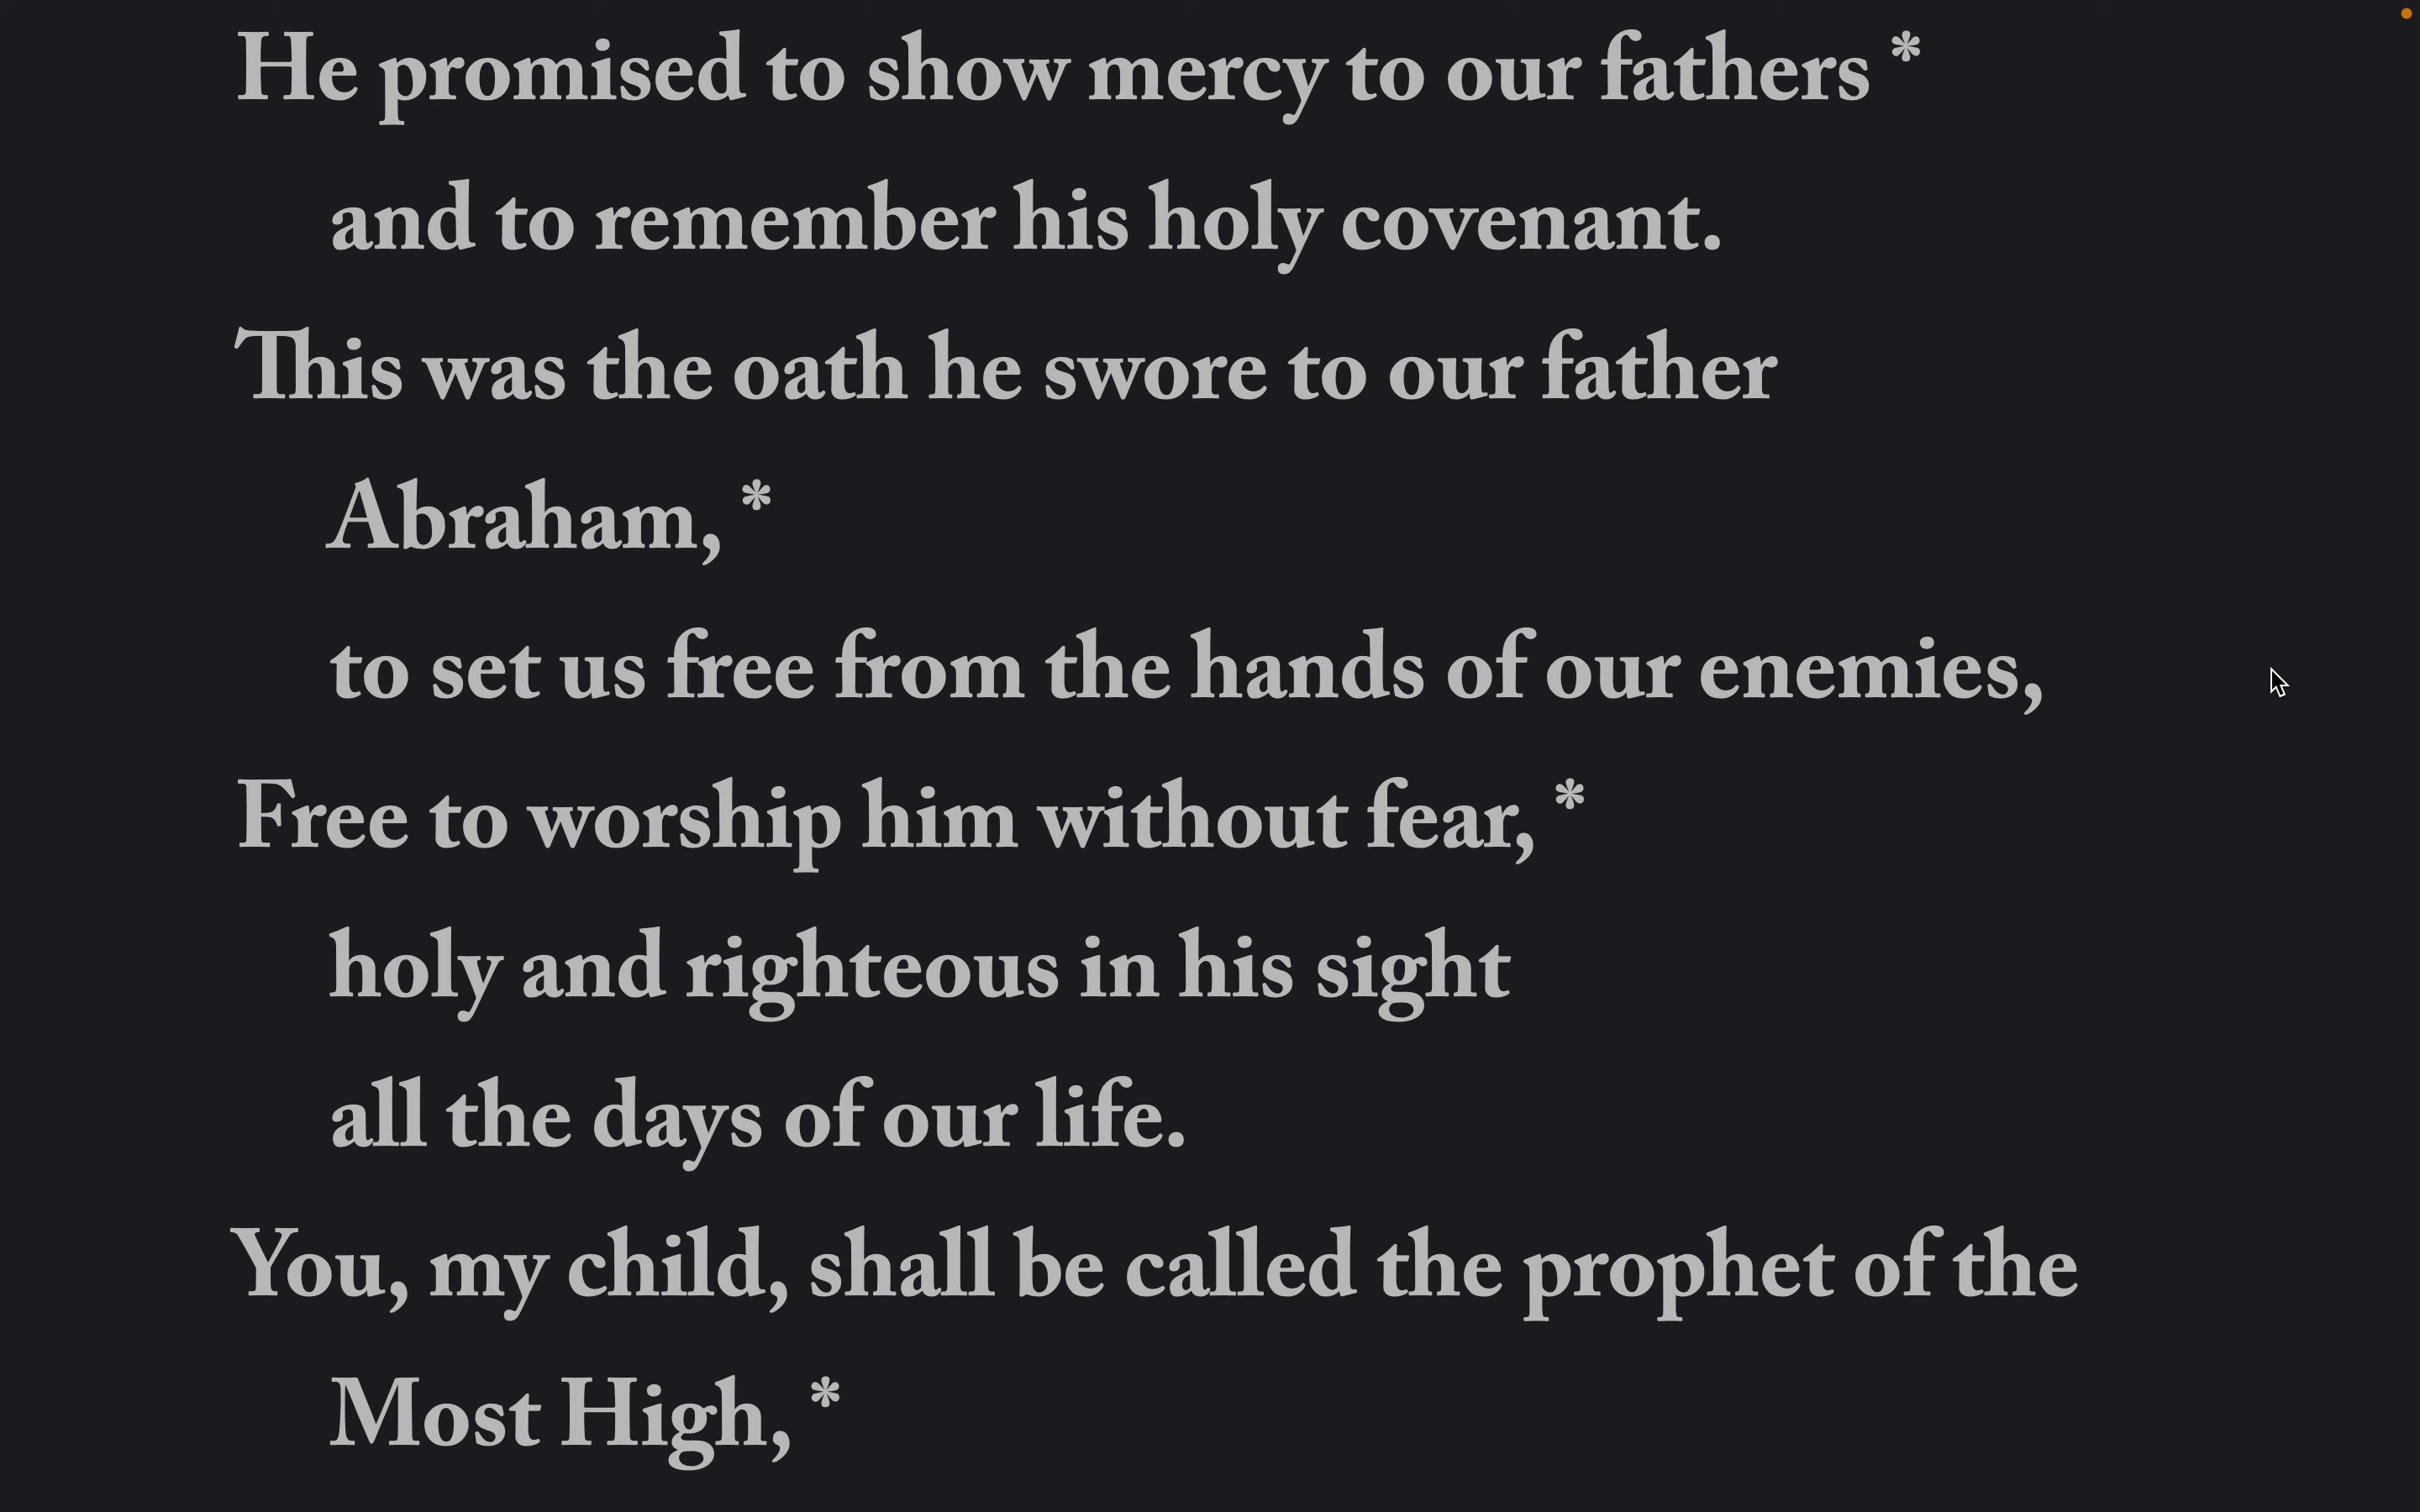 He promised to show mercy to our fathers *
and to remember his holy covenant.
This was the oath he swore to our father
Abraham, *
to set us free from the hands of our enemies,
Free to worship him without fear, *
holy and righteous in his sight
all the days of our life.
You, my child, shall be called the prophet of the
Most High, *